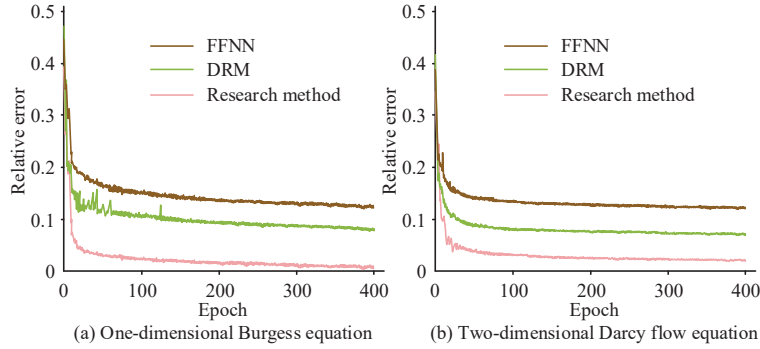 0.5
0.4
0.3
0.2
0.1
0
Relative error
FFNN
DRM
Research method
0 100 200 300 400
Epoch
(a) One-dimensional Burgess equation
0.5
0.4
0.3
0.2
0.1
0
Relative error
FFNN
DRM
Research method
0 100 200 300 400
Epoch
(b) Two-dimensional Darcy flow equation